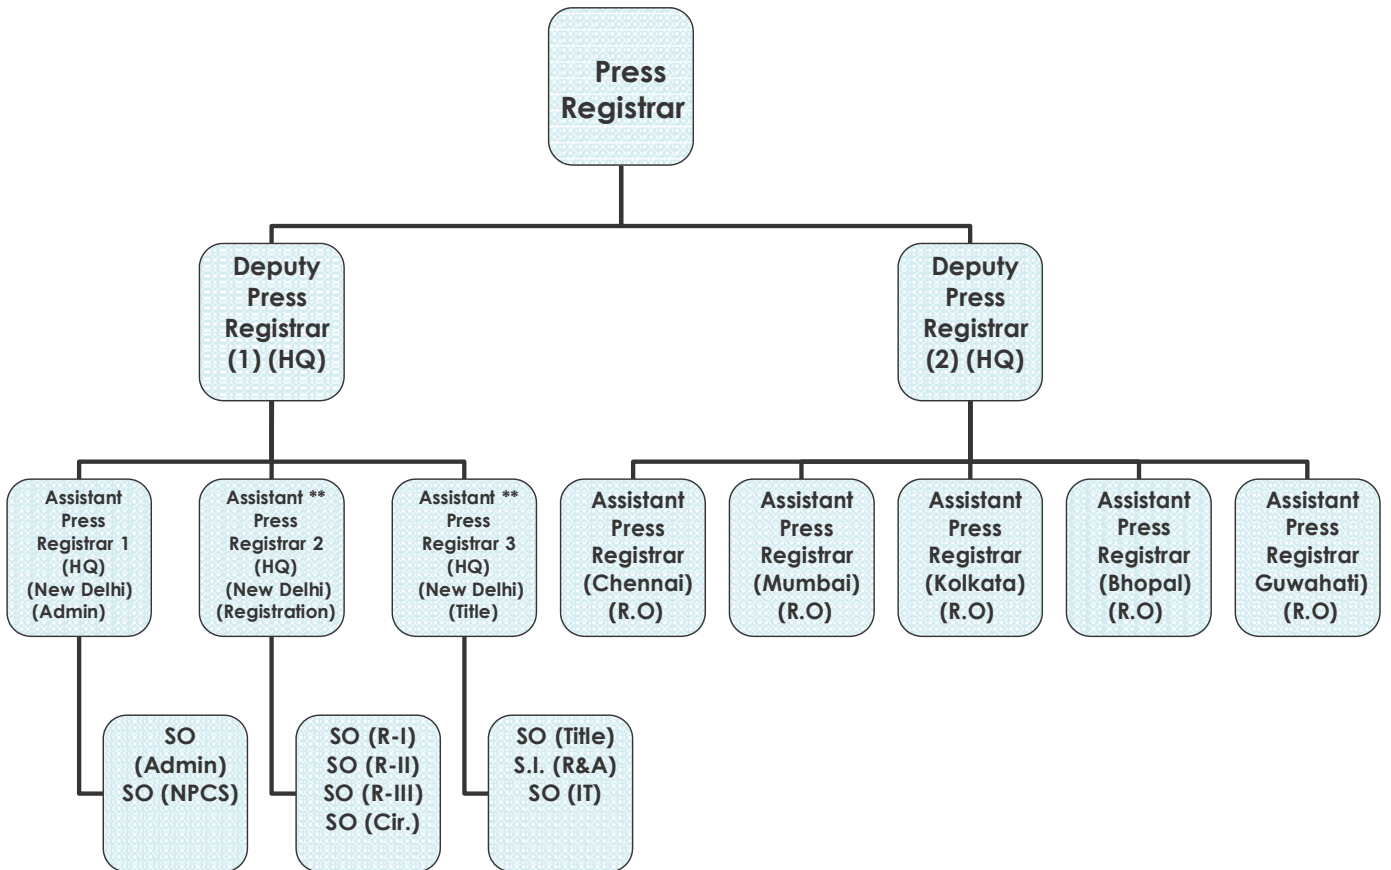 Press
Registrar
Deputy
Press
Registrar
(1) (HQ)
Deputy
Press
Registrar
(2) (HQ)
Assistant
Press
Registrar 1
(HQ)
(New Delhi)
(Admin)
Assistant **
Press
Registrar 2
(HQ)
(New Delhi)
(Registration)
Assistant **
Press
Registrar 3
(HQ)
(New Delhi)
(Title)
Assistant
Press
Registrar
(Chennai)
(R.O)
Assistant
Press
Registrar
(Mumbai)
(R.O)
Assistant
Press
Registrar
(Kolkata)
(R.O)
Assistant
Press
Registrar
(Bhopal)
(R.O)
Assistant
Press
Registrar
Guwahati)
(R.O)
SO
(Admin)
SO (NPCS)
SO (R-I)
SO (R-II)
SO (R-III)
SO (Cir.)
SO (Title)
S.I. (R&A)
SO (IT)